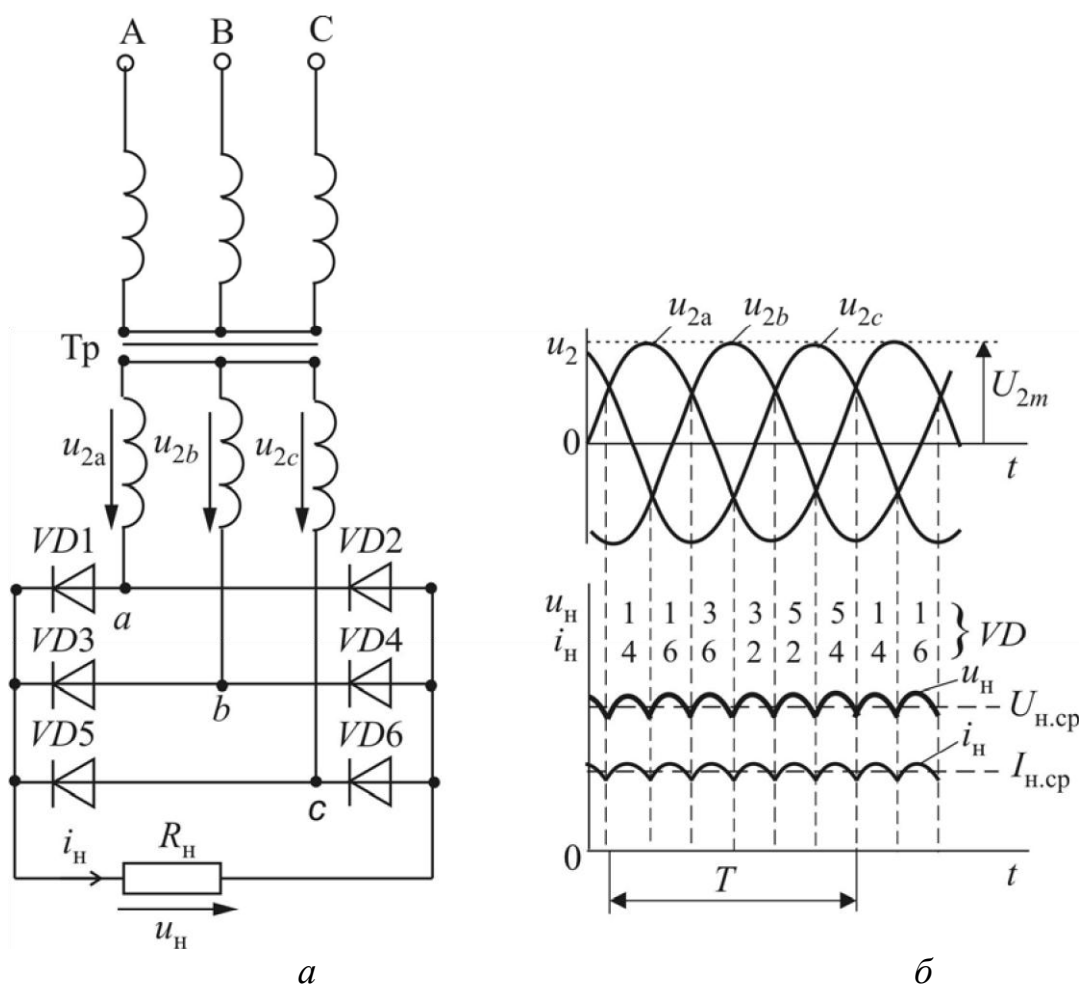 A B C
Тр
u2a u2b u2c
VD1 VD2
a
VD3 VD4
b
VD5 VD6
c
iн Rн
uн
а
u2a u2b u2c
u2
U2m
0
t
uн 1 1 3 3 5 5 1 1
iн 4 6 6 2 2 4 4 6 } VD
uн
Uн.ср
iн
Iн.ср
0
T
t
б